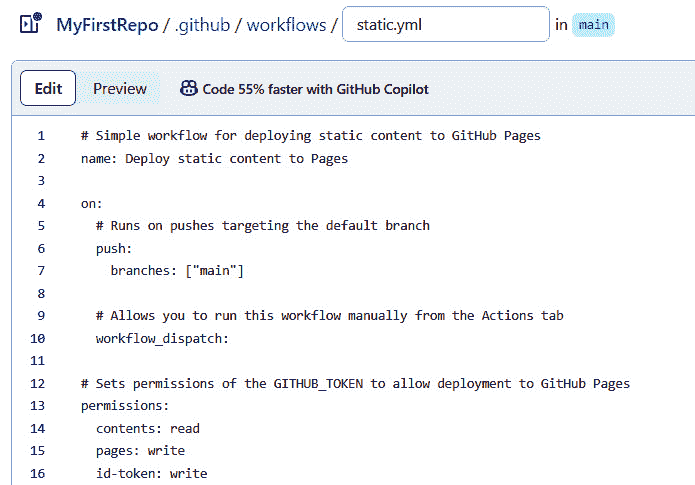 MyFirstRepo / .github / workflows / static.yml in main
Edit Preview Code 55% faster with GitHub Copilot
1 # Simple workflow for deploying static content to GitHub Pages
2 name: Deploy static content to Pages
3
4 on:
5 # Runs on pushes targeting the default branch
6 push:
7 branches: ["main"]
8
9 # Allows you to run this workflow manually from the Actions tab
10 workflow_dispatch:
11
12 # Sets permissions of the GITHUB_TOKEN to allow deployment to GitHub Pages
13 permissions:
14 contents: read
15 pages: write
16 id-token: write